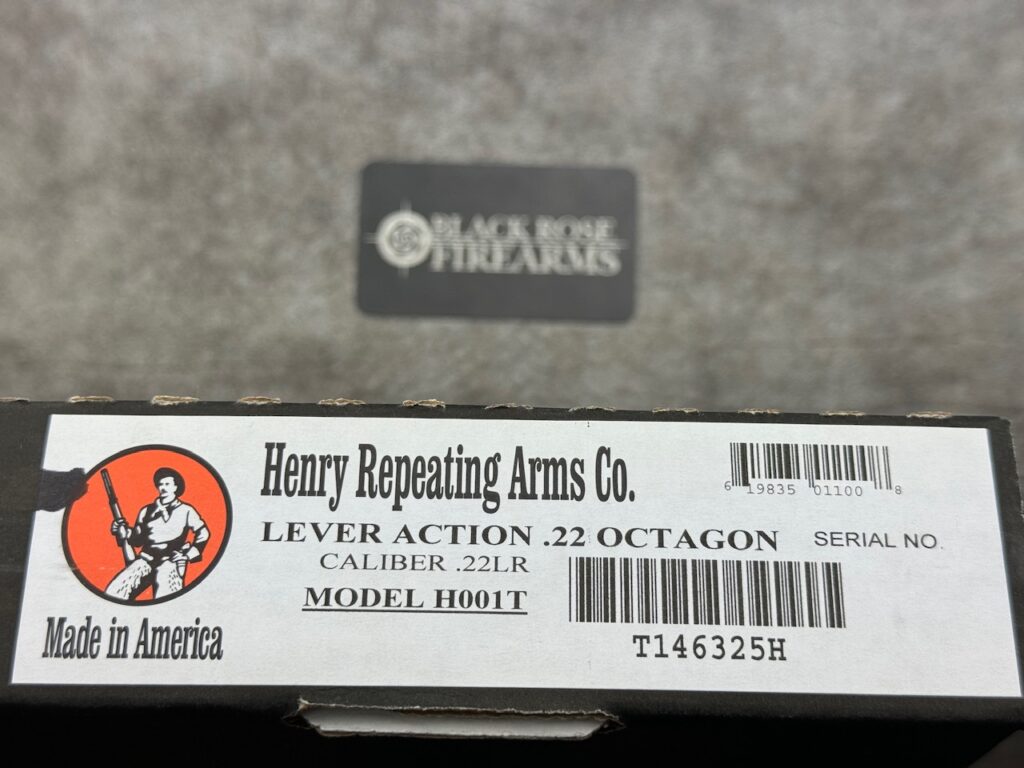 BLACK ROSE
FIREARMS
Henry Repeating Arms Co.
LEVER ACTION .22 OCTAGON
CALIBER .22LR
MODEL H001T
Made in America
6 19835 01100 8
SERIAL NO.
T146325H